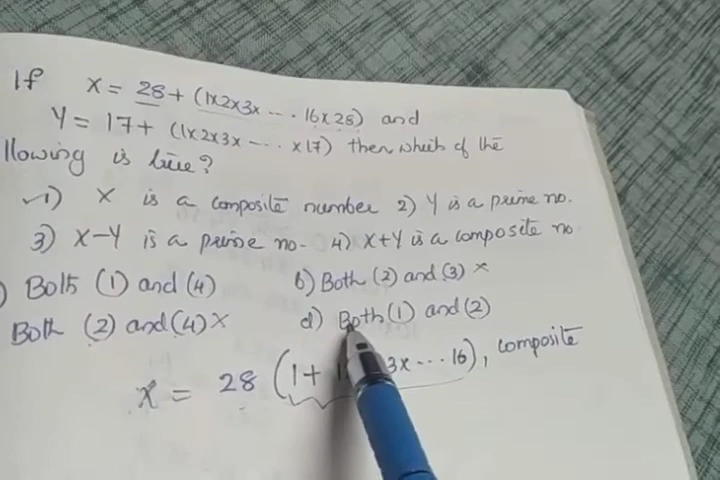 If x = 28 + (1x2x3x --- . 16x28) and
Y = 17 + (1x2x3x - --- . x17) then which of the
llowing is true?
1) x is a composite number 2) Y is a prime no.
3) x-Y is a prime no. 4) x+Y is a composite no
) Both (1) and (4) b) Both (2) and (3) x
Both (2) and (4) x d) Both (1) and (2)
x = 28 (1+ 3x ... 16), composite